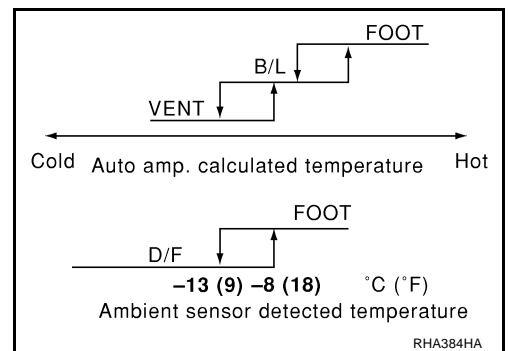 FOOT
B/L
VENT
Cold Auto amp. calculated temperature Hot
FOOT
D/F
–13 (9) –8 (18) ˚C (˚F)
Ambient sensor detected temperature
RHA384HA